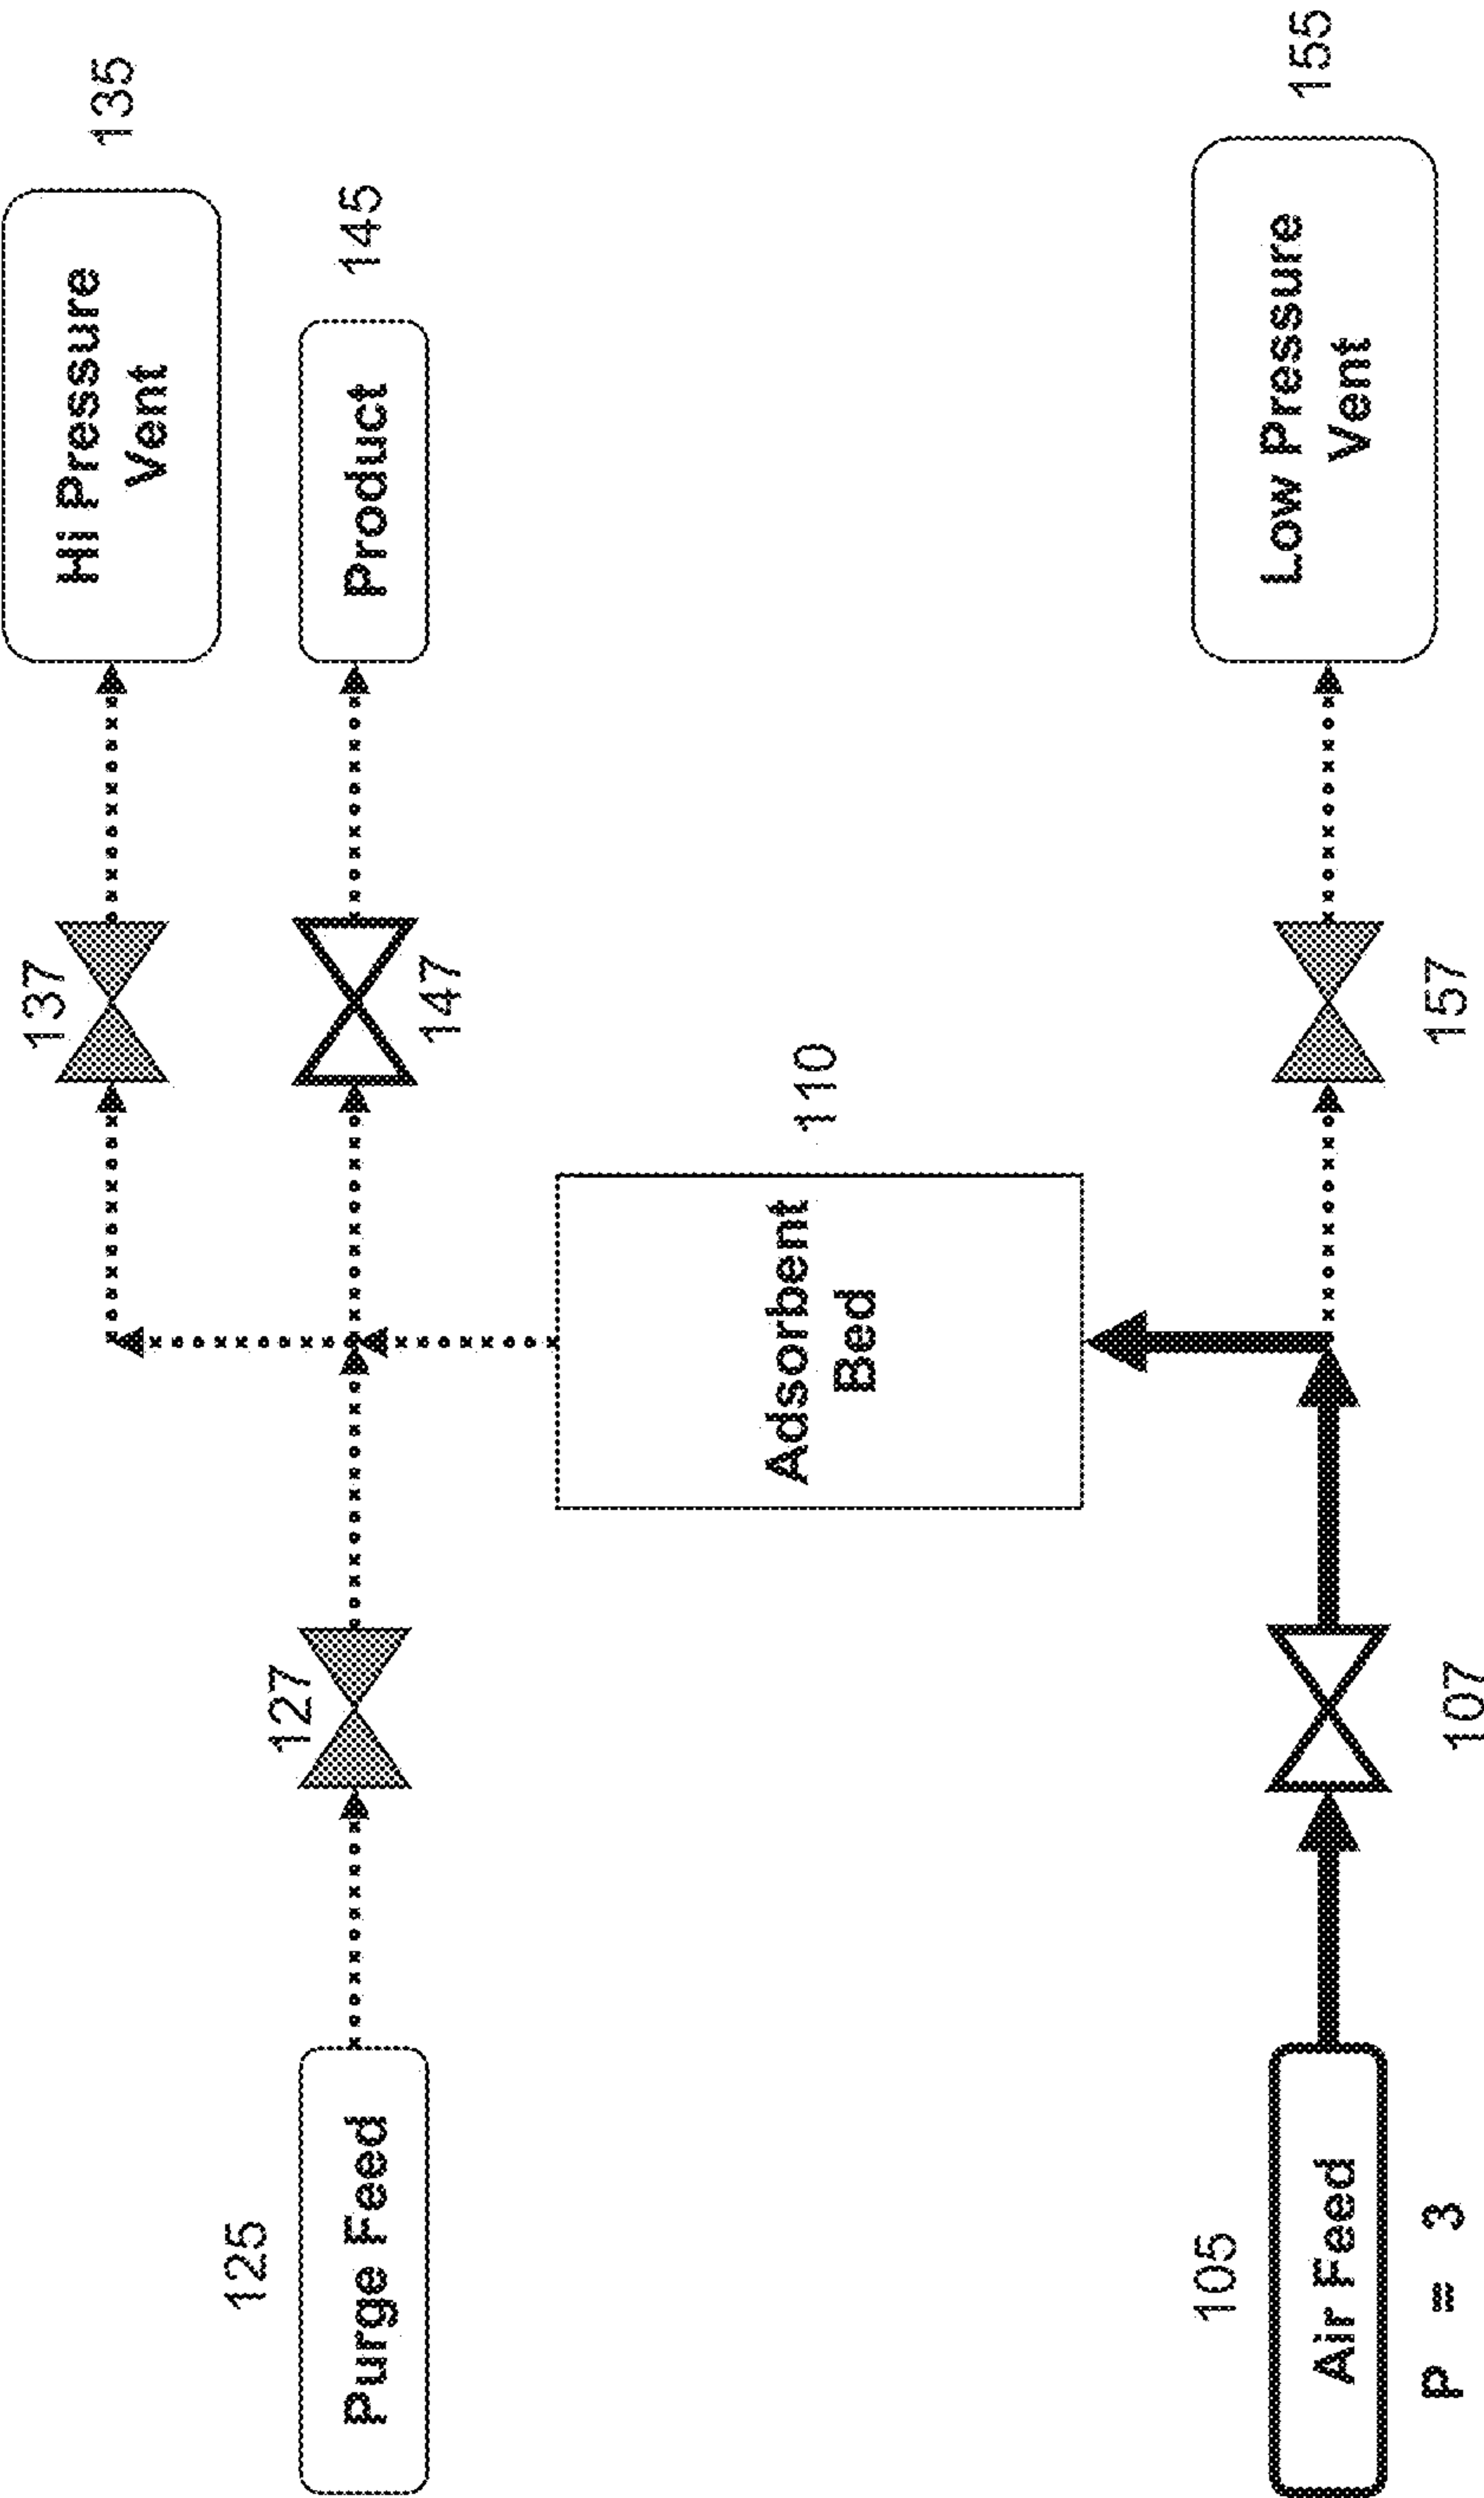 135
Hi Pressure
Vent
137
125
127
145
Purge Feed
Product
147
110
Adsorbent
Bed
105
155
Air Feed
Low Pressure
Vent
P = 3
107
157